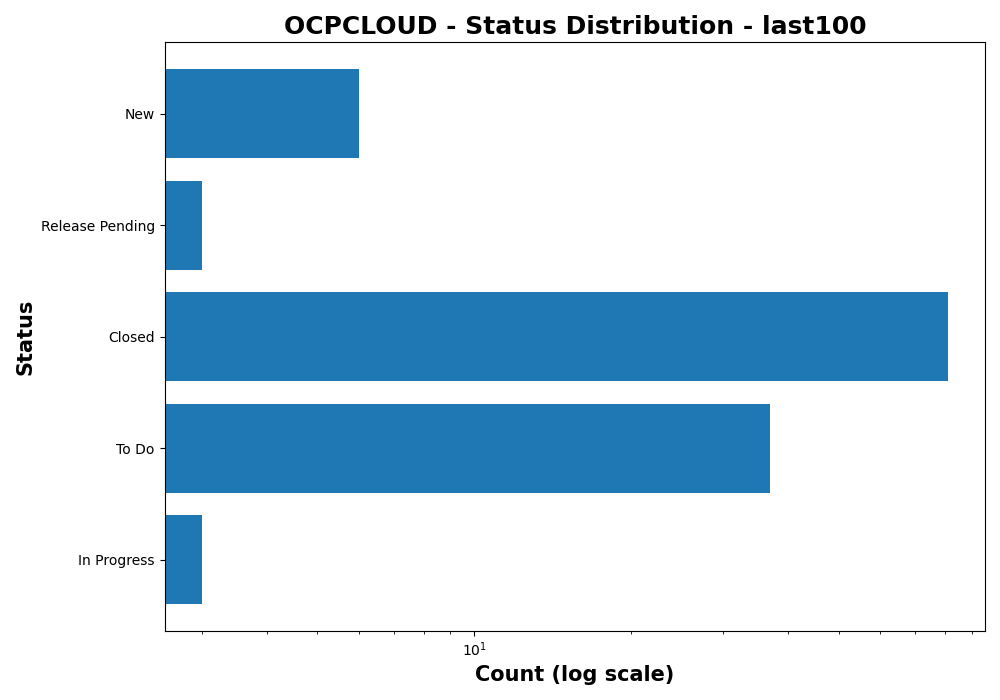 OCPCLOUD - Status Distribution - last100
New
Release Pending
Closed
To Do
In Progress
Status
10¹
Count (log scale)